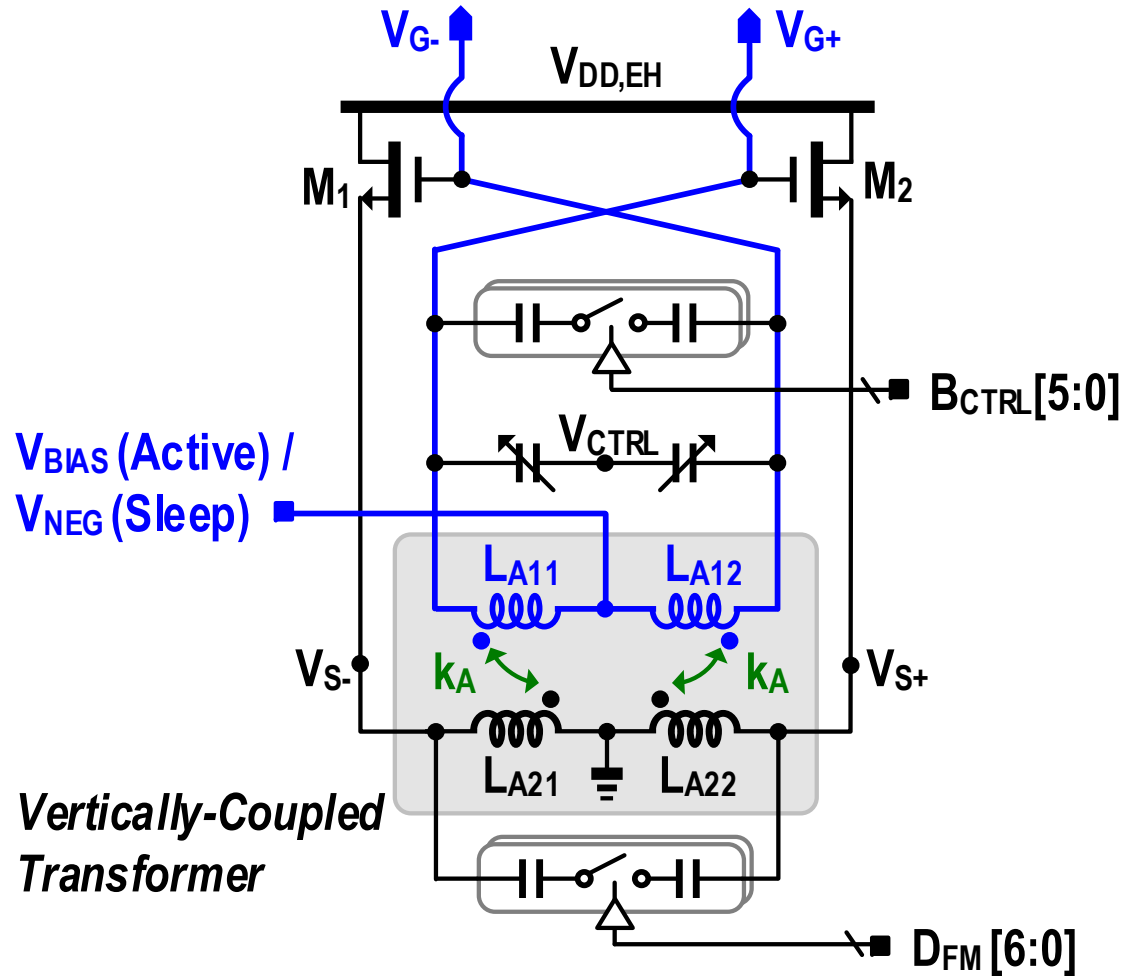 VG-
VG+
VDD,EH
M1
M2
BCTRL[5:0]
VCTRL
VBIAS (Active) /
VNEG (Sleep)
LA11
LA12
VS-
kA
kA
VS+
LA21
LA22
Vertically-Coupled
Transformer
DFM [6:0]